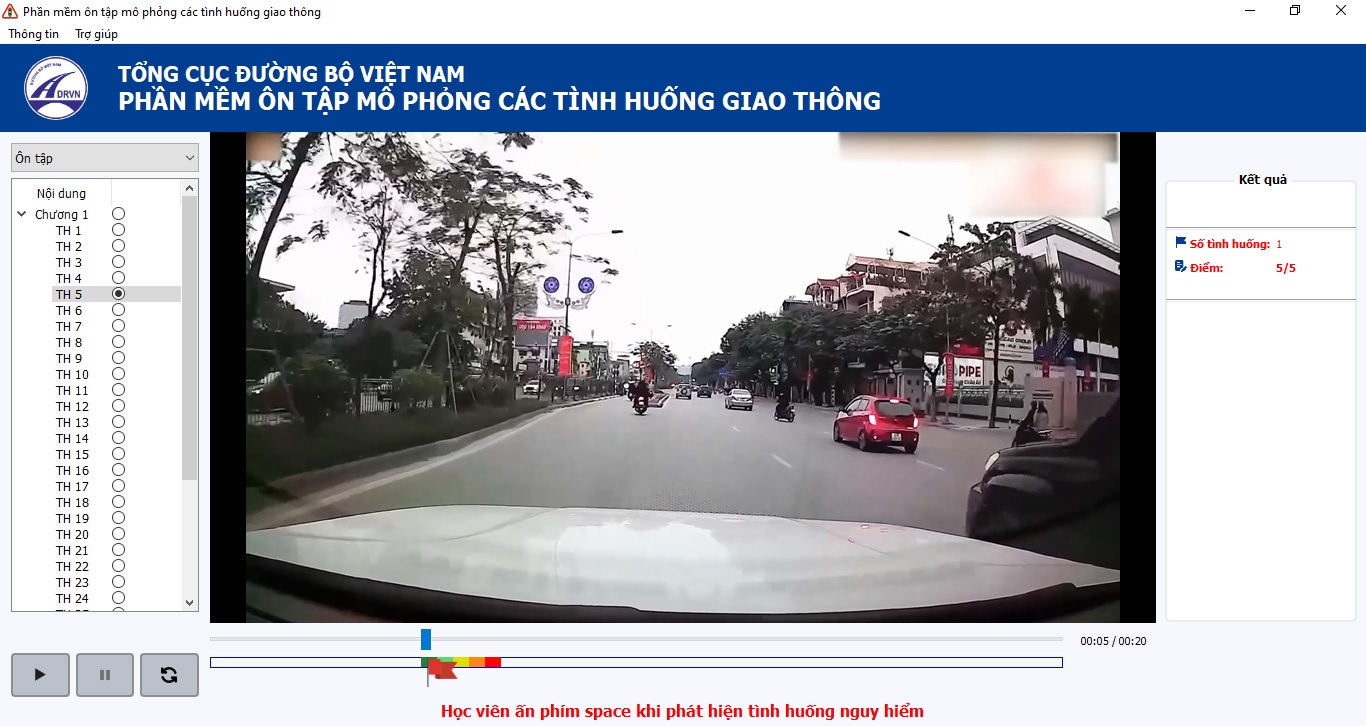 Phần mềm ôn tập mô phỏng các tình huống giao thông
Thông tin Trợ giúp
TỔNG CỤC ĐƯỜNG BỘ VIỆT NAM
PHẦN MỀM ÔN TẬP MÔ PHỎNG CÁC TÌNH HUỐNG GIAO THÔNG
DRVN
Ôn tập
Nội dung
Chương 1
TH 1
TH 2
TH 3
TH 4
TH 5
TH 6
TH 7
TH 8
TH 9
TH 10
TH 11
TH 12
TH 13
TH 14
TH 15
TH 16
TH 17
TH 18
TH 19
TH 20
TH 21
TH 22
TH 23
TH 24
PIPE
Kết quả
Số tình huống: 1
Điểm: 5/5
00:05 / 00:20
Học viên ấn phím space khi phát hiện tình huống nguy hiểm